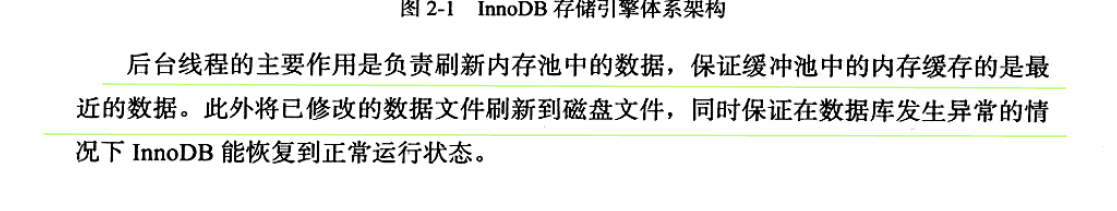 图 2-1 InnoDB 存储引擎体系架构
后台线程的主要作用是负责刷新内存池中的数据，保证缓冲池中的内存缓存的是最
近的数据。此外将已修改的数据文件刷新到磁盘文件，同时保证在数据库发生异常的情
况下 InnoDB 能恢复到正常运行状态。